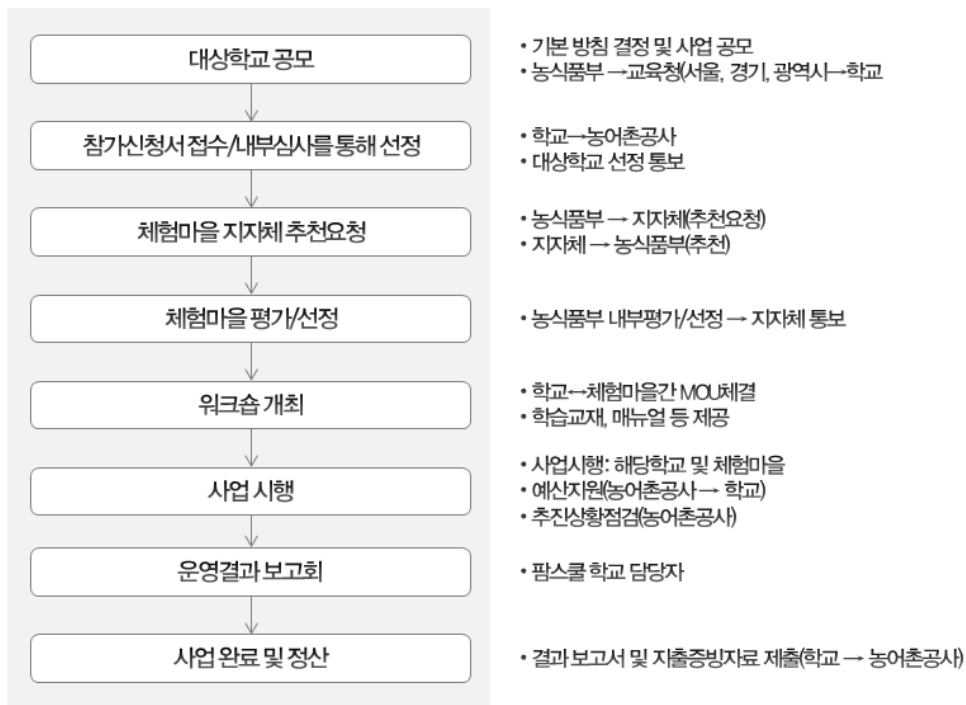 대상학교 공모
• 기본 방침 결정 및 사업 공모
• 농식품부 →교육청(서울, 경기, 광역시→학교
참가신청서 접수/내부심사를 통해 선정
• 학교→농어촌공사
• 대상학교 선정 통보
체험마을 지자체 추천요청
• 농식품부 → 지자체(추천요청)
• 지자체 → 농식품부(추천)
체험마을 평가/선정
• 농식품부 내부평가/선정 → 지자체 통보
워크숍 개최
• 학교↔체험마을간 MOU체결
• 학습교재, 매뉴얼 등 제공
사업 시행
• 사업시행: 해당학교 및 체험마을
• 예산지원(농어촌공사 → 학교)
• 추진상황점검(농어촌공사)
운영결과 보고회
• 팜스쿨 학교 담당자
사업 완료 및 정산
• 결과 보고서 및 지출증빙자료 제출(학교 → 농어촌공사)